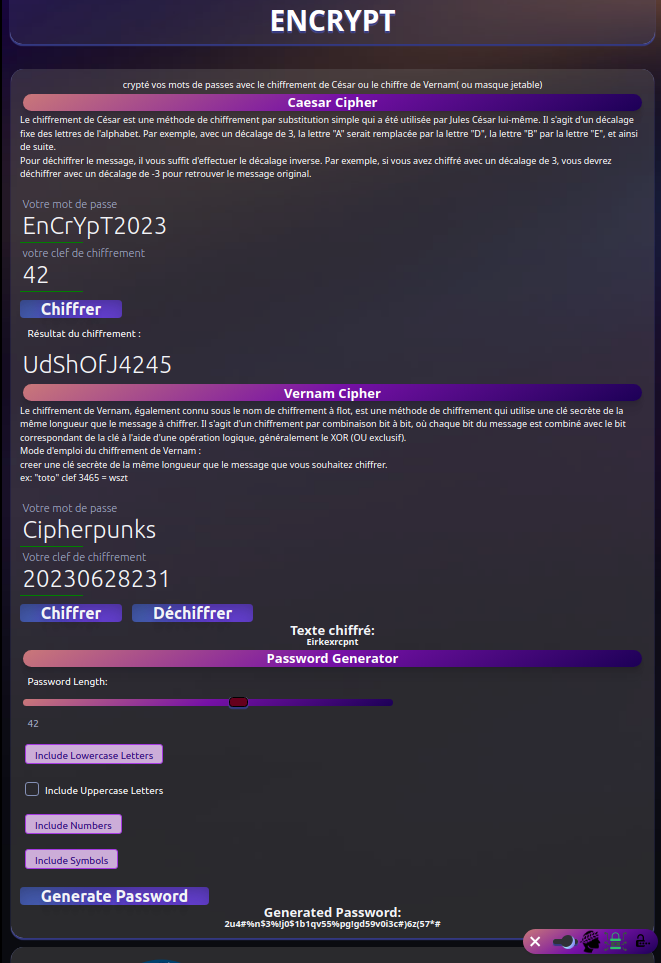 ENCRYPT
crypté vos mots de passes avec le chiffrement de César ou le chiffre de Vernam( ou masque jetable)
Caesar Cipher
Le chiffrement de César est une méthode de chiffrement par substitution simple qui a été utilisée par Jules César lui-même. Il s'agit d'un décalage
fixe des lettres de l'alphabet. Par exemple, avec un décalage de 3, la lettre "A" serait remplacée par la lettre "D", la lettre "B" par la lettre "E", et ainsi
de suite.
Pour déchiffrer le message, il vous suffit d'effectuer le décalage inverse. Par exemple, si vous avez chiffré avec un décalage de 3, vous devrez
déchiffrer avec un décalage de -3 pour retrouver le message original.
Votre mot de passe
EnCrYpT2023
votre clef de chiffrement
42
Chiffrer
Résultat du chiffrement :
UdShOfJ4245
Vernam Cipher
Le chiffrement de Vernam, également connu sous le nom de chiffrement à flot, est une méthode de chiffrement qui utilise une clé secrète de la
même longueur que le message à chiffrer. Il s'agit d'un chiffrement par combinaison bit à bit, où chaque bit du message est combiné avec le bit
correspondant de la clé à l'aide d'une opération logique, généralement le XOR (OU exclusif).
Mode d'emploi du chiffrement de Vernam :
creer une clé secrète de la même longueur que le message que vous souhaitez chiffrer.
ex: "toto" clef 3465 = wszt
Votre mot de passe
Cipherpunks
Votre clef de chiffrement
20230628231
Chiffrer Déchiffrer
Texte chiffré:
Eirkexrcpnt
Password Generator
Password Length:
42
Include Lowercase Letters
Include Uppercase Letters
Include Numbers
Include Symbols
Generate Password
Generated Password: